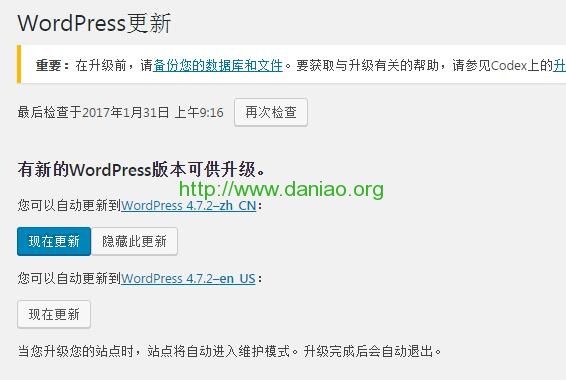 WordPress更新
重要：在升级前，请备份您的数据库和文件。要获取与升级有关的帮助，请参见Codex上的升
最后检查于2017年1月31日 上午9:16 再次检查
有新的WordPress版本可供升级。
http://www.daniao.org
您可以自动更新到WordPress 4.7.2–zh_CN：
现在更新 隐藏此更新
您可以自动更新到WordPress 4.7.2–en_US：
现在更新
当您升级您的站点时，站点将自动进入维护模式。升级完成后会自动退出。